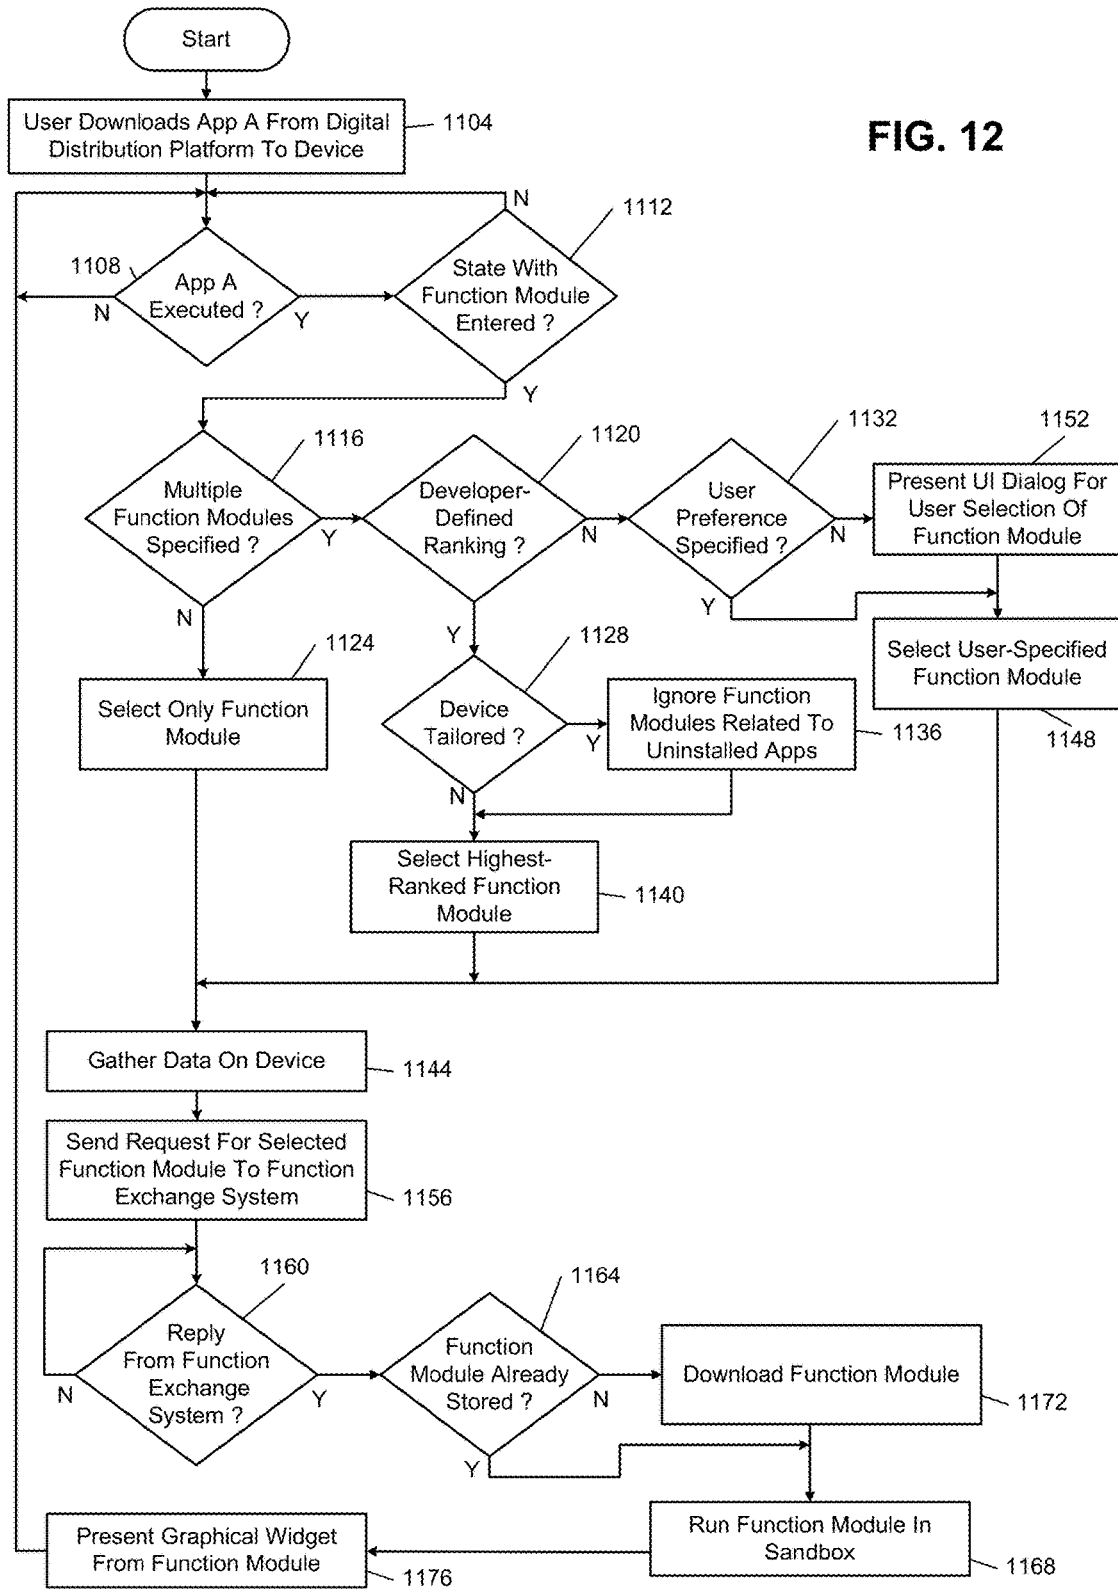 Start
User Downloads App A From Digital
Distribution Platform To Device
1104
FIG. 12
N
1112
1108
App A
Executed ?
N
Y
State With
Function Module
Entered ?
Y
1116
1120
1132
1152
Multiple
Function Modules
Specified ?
Y
N
Developer-
Defined
Ranking ?
N
Y
User
Preference
Specified ?
N
Y
Present UI Dialog For
User Selection Of
Function Module
1124
1128
Select User-Specified
Function Module
1148
Select Only Function
Module
Device
Tailored ?
Y
N
Ignore Function
Modules Related To
Uninstalled Apps
1136
Select Highest-
Ranked Function
Module
1140
Gather Data On Device
1144
Send Request For Selected
Function Module To Function
Exchange System
1156
1160
1164
Reply
From Function
Exchange
System ?
N
Y
Function
Module Already
Stored ?
N
Y
Download Function Module
1172
Present Graphical Widget
From Function Module
1176
Run Function Module In
Sandbox
1168